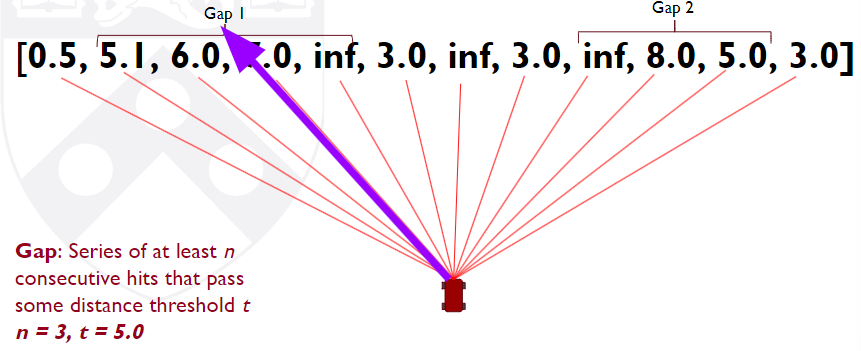 Gap 1
Gap 2
[0.5, 5.1, 6.0, 7.0, inf, 3.0, inf, 3.0, inf, 8.0, 5.0, 3.0]
Gap: Series of at least n
consecutive hits that pass
some distance threshold t
n = 3, t = 5.0